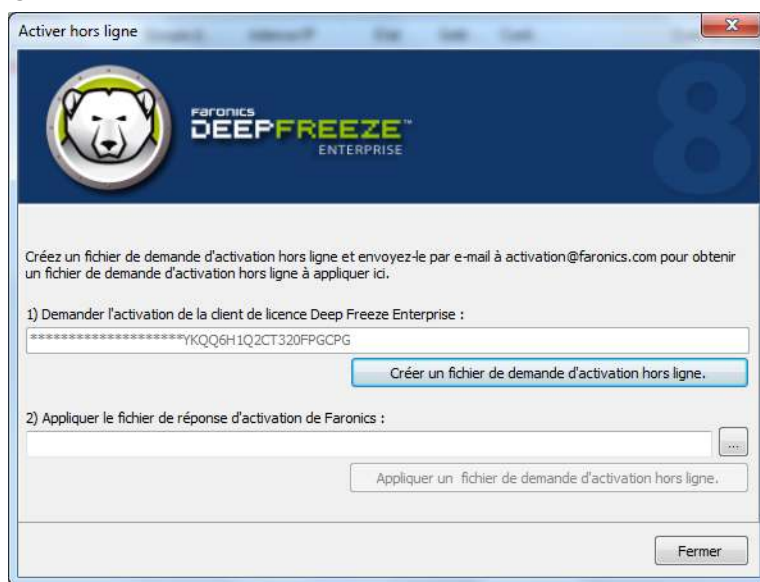 Activer hors ligne
FARONICS
DEEPFREEZE™
ENTERPRISE
8
Créez un fichier de demande d'activation hors ligne et envoyez-le par e-mail à activation@faronics.com pour obtenir
un fichier de demande d'activation hors ligne à appliquer ici.
1) Demander l'activation de la dient de licence Deep Freeze Enterprise :
********************YKQQ6H1Q2CT320FPGCPG
Créer un fichier de demande d'activation hors ligne.
2) Appliquer le fichier de réponse d'activation de Faronics :
...
Appliquer un fichier de demande d'activation hors ligne.
Fermer